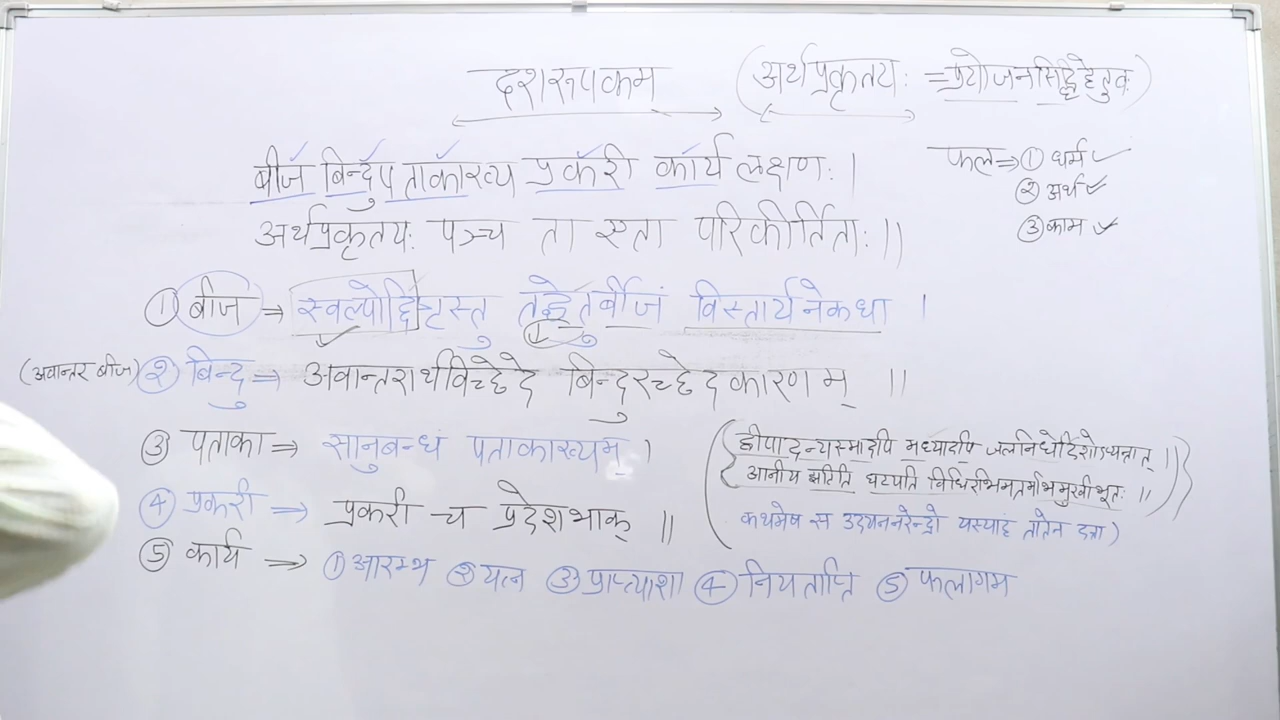 दशरूपकम (अर्थप्रकृतयः = प्रयोजनसिद्धिहेतुवः)
बीज बिन्दु पताकाख्य प्रकरी कार्य लक्षणः ।
फल ⇒ ① धर्म ✓
② अर्थ ✓
③ काम ✓
अर्थप्रकृतयः पञ्च ता एता परिकीर्तिताः ॥
① बीज ⇒ स्वल्पोद्दिष्टस्तु तद्धेतुर्बीजं विस्तार्यनेकधा ।
(अवान्तर बीज) ② बिन्दु ⇒ अवान्तरार्थविच्छेदे बिन्दुरच्छेदकारणम् ॥
③ पताका ⇒ सानुबन्धं पताकाख्यम् ।
(द्वीपादन्यस्मादपि मध्यादपि जलनिधेर्दिशोऽप्यन्तात् ॥
आनीय झटिति घटयति विधिरभिमतमभिमुखीभूतः ॥)
④ प्रकरी ⇒ प्रकरी च प्रदेशभाक् ॥
कथमेष स उदयननरेन्द्रो यस्याहं तातेन दत्ता)
⑤ कार्य ⇒ ① आरम्भ ② यत्न ③ प्राप्त्याशा ④ नियताप्ति ⑤ फलागम